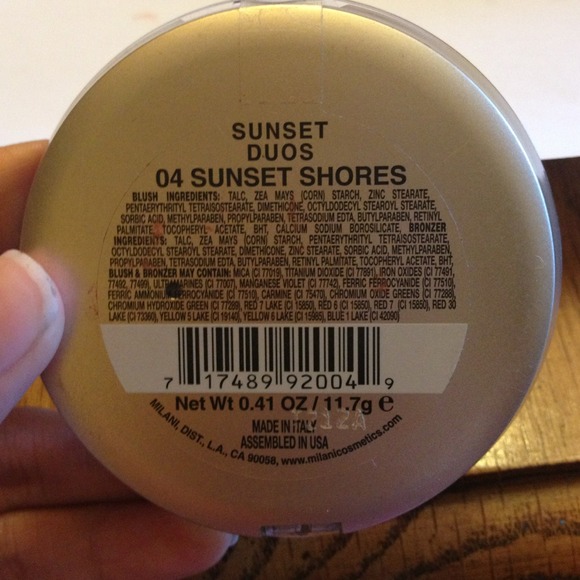 SUNSET
DUOS
04 SUNSET SHORES
BLUSH INGREDIENTS: TALC, ZEA MAYS (CORN) STARCH, ZINC STEARATE,
PENTAERYTHRITYL TETRAISOSTEARATE, DIMETHICONE, OCTYLDODECYL STEAROYL STEARATE,
SORBIC ACID, METHYLPARABEN, PROPYLPARABEN, TETRASODIUM EDTA, BUTYLPARABEN, RETINYL
PALMITATE, TOCOPHERYL ACETATE, BHT, CALCIUM SODIUM BOROSILICATE. BRONZER
INGREDIENTS: TALC, ZEA MAYS (CORN) STARCH, PENTAERYTHRITYL TETRAISOSTEARATE,
OCTYLDODECYL STEAROYL STEARATE, DIMETHICONE, ZINC STEARATE, SORBIC ACID, METHYLPARABEN,
PROPYLPARABEN, TETRASODIUM EDTA, BUTYLPARABEN, RETINYL PALMITATE, TOCOPHERYL ACETATE, BHT.
BLUSH & BRONZER MAY CONTAIN: MICA (CI 77019), TITANIUM DIOXIDE (CI 77891), IRON OXIDES (CI 77491,
77492, 77499), ULTRAMARINES (CI 77007), MANGANESE VIOLET (CI 77742), FERRIC FERROCYANIDE (CI 77510),
FERRIC AMMONIUM FERROCYANIDE (CI 77510), CARMINE (CI 75470), CHROMIUM OXIDE GREENS (CI 77288),
CHROMIUM HYDROXIDE GREEN (CI 77289), RED 7 LAKE (CI 15850), RED 6 (CI 15850), RED 7 (CI 15850), RED 30
LAKE (CI 73360), YELLOW 5 LAKE (CI 19140), YELLOW 6 LAKE (CI 15985), BLUE 1 LAKE (CI 42090)
7 17489 92004 9
Net Wt 0.41 OZ / 11.7g e
MADE IN ITALY
ASSEMBLED IN USA
MILANI, DIST., L.A., CA 90058, www.milanicosmetics.com